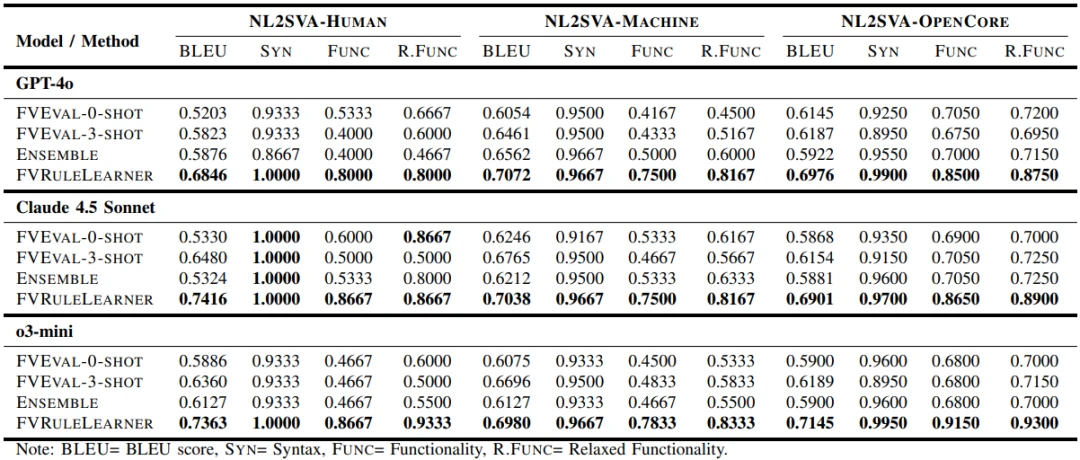 Model / Method NL2SVA-HUMAN NL2SVA-MACHINE NL2SVA-OPENCORE
BLEU SYN FUNC R.FUNC BLEU SYN FUNC R.FUNC BLEU SYN FUNC R.FUNC
GPT-4o
FVEVAL-0-SHOT 0.5203 0.9333 0.5333 0.6667 0.6054 0.9500 0.4167 0.4500 0.6145 0.9250 0.7050 0.7200
FVEVAL-3-SHOT 0.5823 0.9333 0.4000 0.6000 0.6461 0.9500 0.4333 0.5167 0.6187 0.8950 0.6750 0.6950
ENSEMBLE 0.5876 0.8667 0.4000 0.4667 0.6562 0.9667 0.5000 0.6000 0.5922 0.9550 0.7000 0.7150
FVRULELEARNER 0.6846 1.0000 0.8000 0.8000 0.7072 0.9667 0.7500 0.8167 0.6976 0.9900 0.8500 0.8750
Claude 4.5 Sonnet
FVEVAL-0-SHOT 0.5330 1.0000 0.6000 0.8667 0.6246 0.9167 0.5333 0.6167 0.5868 0.9350 0.6900 0.7000
FVEVAL-3-SHOT 0.6480 1.0000 0.5000 0.5000 0.6765 0.9500 0.4667 0.5667 0.6154 0.9150 0.7050 0.7250
ENSEMBLE 0.5324 1.0000 0.5333 0.8000 0.6212 0.9500 0.5333 0.6333 0.5881 0.9600 0.7050 0.7250
FVRULELEARNER 0.7416 1.0000 0.8667 0.8667 0.7038 0.9667 0.7500 0.8167 0.6901 0.9700 0.8650 0.8900
o3-mini
FVEVAL-0-SHOT 0.5886 0.9333 0.4667 0.6000 0.6075 0.9333 0.4500 0.5333 0.5900 0.9600 0.6800 0.7000
FVEVAL-3-SHOT 0.6360 0.9333 0.4667 0.5000 0.6696 0.9500 0.4833 0.5833 0.6189 0.8950 0.6800 0.7150
ENSEMBLE 0.6127 0.9333 0.4667 0.5500 0.6127 0.9333 0.4667 0.5500 0.5900 0.9600 0.6800 0.7000
FVRULELEARNER 0.7363 1.0000 0.8667 0.9333 0.6980 0.9667 0.7833 0.8333 0.7145 0.9950 0.9150 0.9300
Note: BLEU= BLEU score, SYN= Syntax, FUNC= Functionality, R.FUNC= Relaxed Functionality.